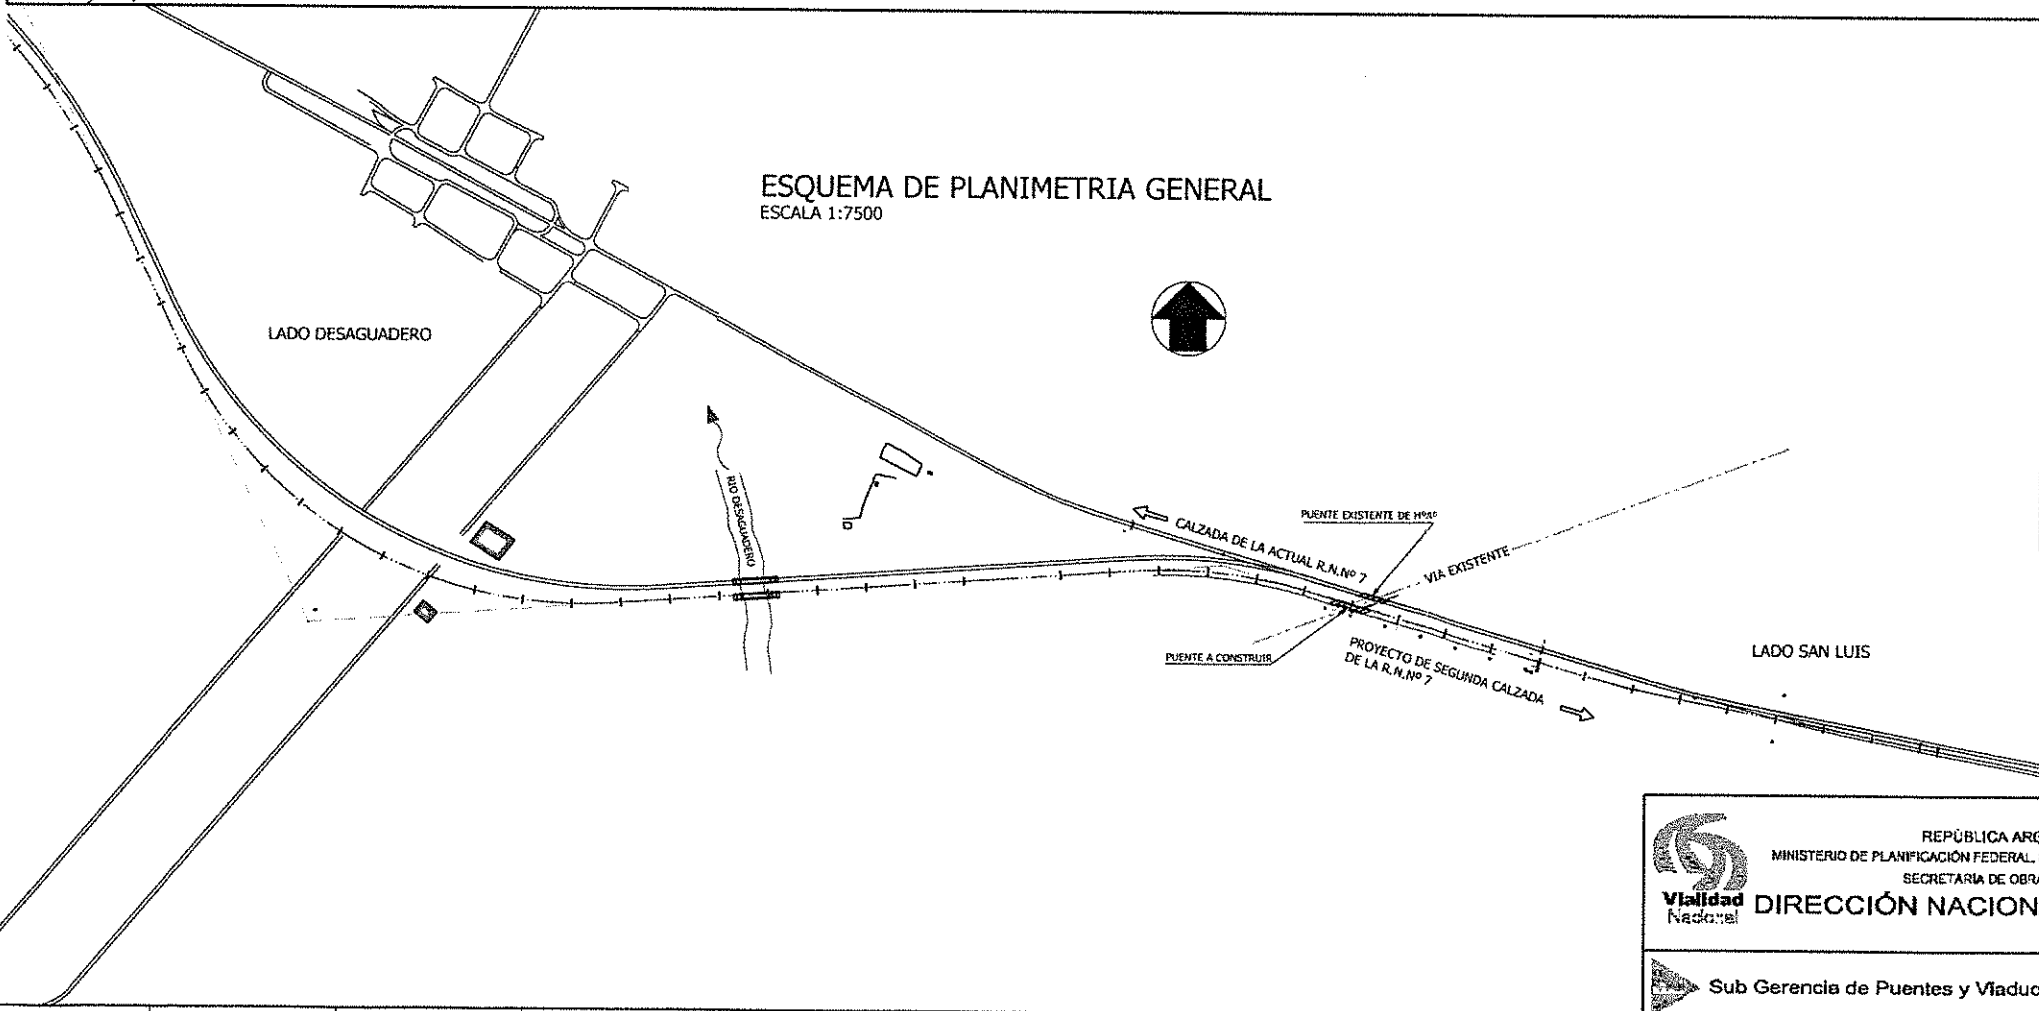 ESQUEMA DE PLANIMETRIA GENERAL
ESCALA 1:7500
LADO DESAGUADERO
RIO DESAGUADERO
CALZADA DE LA ACTUAL R.N.Nº 7
PUENTE EXISTENTE DE HºAº
VIA EXISTENTE
PUENTE A CONSTRUIR
PROYECTO DE SEGUNDA CALZADA
DE LA R.N.Nº 7
LADO SAN LUIS
REPÚBLICA ARG
MINISTERIO DE PLANIFICACIÓN FEDERAL,
SECRETARÍA DE OBRA
Vialidad
Nacional
DIRECCIÓN NACION
Sub Gerencia de Puentes y Viaduc